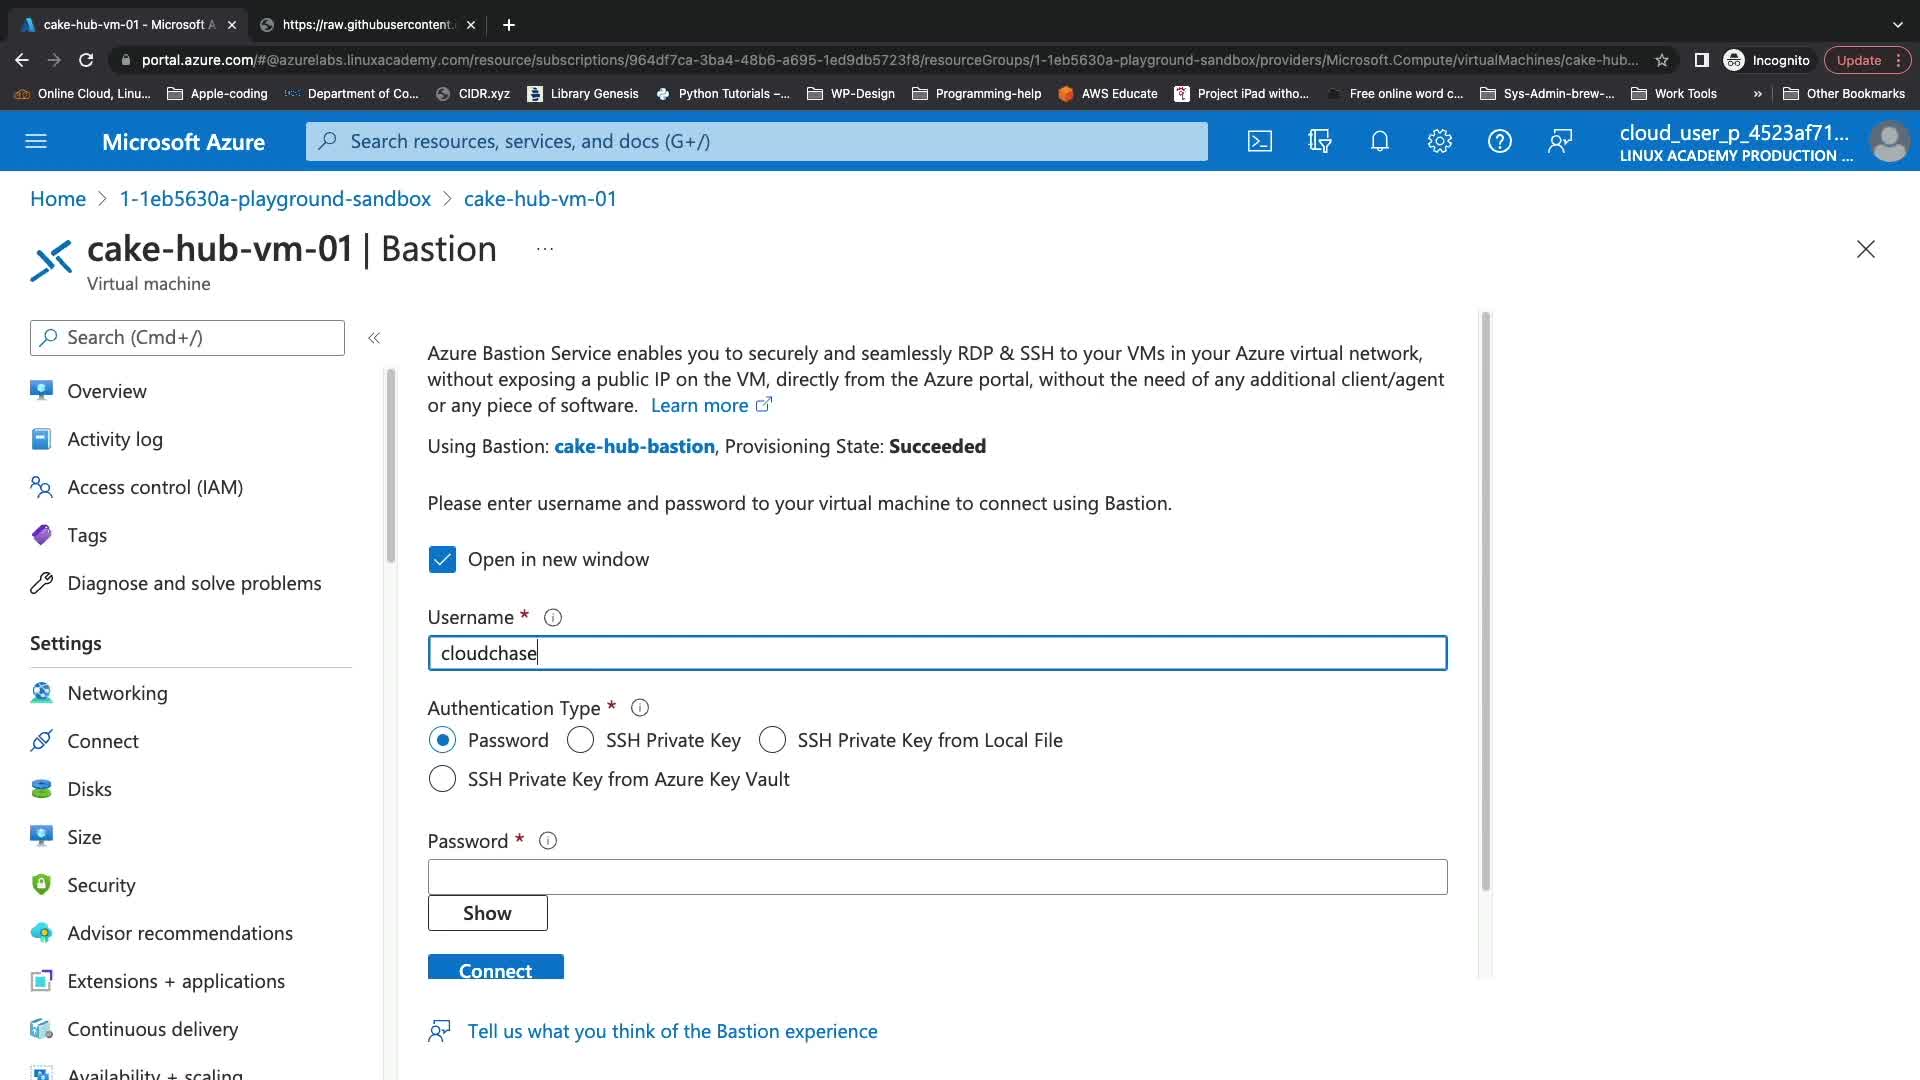 cake-hub-vm-01 - Microsoft A
https://raw.githubusercontent.
portal.azure.com/#@azurelabs.linuxacademy.com/resource/subscriptions/964df7ca-3ba4-48b6-a695-1ed9db5723f8/resourceGroups/1-1eb5630a-playground-sandbox/providers/Microsoft.Compute/virtualMachines/cake-hub...
Incognito
Update
Online Cloud, Linu...
Apple-coding
Department of Co...
CIDR.xyz
Library Genesis
Python Tutorials –...
WP-Design
Programming-help
AWS Educate
Project iPad witho...
Free online word c...
Sys-Admin-brew-...
Work Tools
»
Other Bookmarks
Microsoft Azure
Search resources, services, and docs (G+/)
cloud_user_p_4523af71...
LINUX ACADEMY PRODUCTION ...
Home > 1-1eb5630a-playground-sandbox > cake-hub-vm-01
cake-hub-vm-01 | Bastion ...
Virtual machine
Search (Cmd+/)
Overview
Activity log
Access control (IAM)
Tags
Diagnose and solve problems
Settings
Networking
Connect
Disks
Size
Security
Advisor recommendations
Extensions + applications
Continuous delivery
Availability + scaling
Azure Bastion Service enables you to securely and seamlessly RDP & SSH to your VMs in your Azure virtual network,
without exposing a public IP on the VM, directly from the Azure portal, without the need of any additional client/agent
or any piece of software. Learn more
Using Bastion: cake-hub-bastion, Provisioning State: Succeeded
Please enter username and password to your virtual machine to connect using Bastion.
Open in new window
Username *
cloudchase
Authentication Type *
Password
SSH Private Key
SSH Private Key from Local File
SSH Private Key from Azure Key Vault
Password *
Show
Connect
Tell us what you think of the Bastion experience